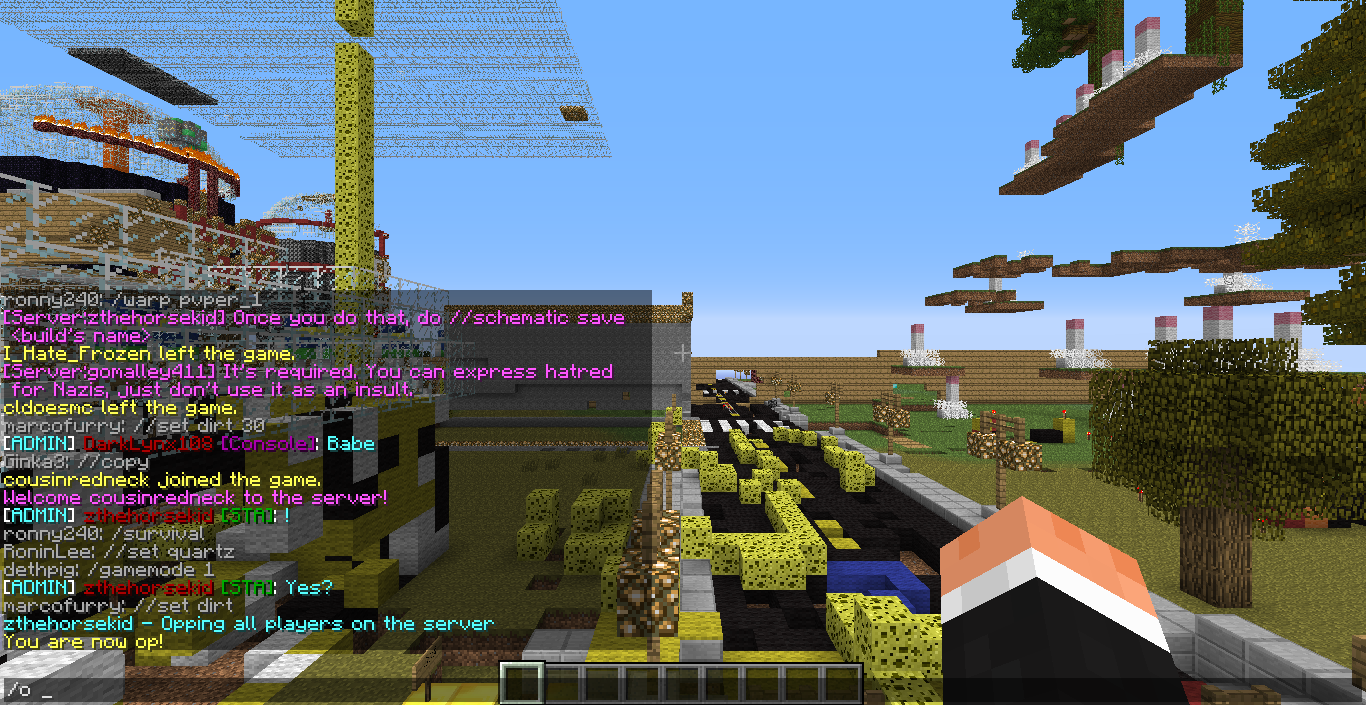 ronny240: /warp pvper_1
[Server:zthehorsekid] Once you do that, do //schematic save
<build's name>
I_Hate_Frozen left the game.
[Server:gomalley411] It's required. You can express hatred
for Nazis, just don't use it as an insult.
cldoesmc left the game.
marcofurry: //set dirt 30
[ADMIN] DarkLynx108 [Console]: Babe
Ginka3: //copy
cousinredneck joined the game.
Welcome cousinredneck to the server!
[ADMIN] zthehorsekid [STA]: !
ronny240: /survival
RoninLee: //set quartz
dethpig: /gamemode 1
[ADMIN] zthehorsekid [STA]: Yes?
marcofurry: //set dirt
zthehorsekid - Opping all players on the server
You are now op!
/o _